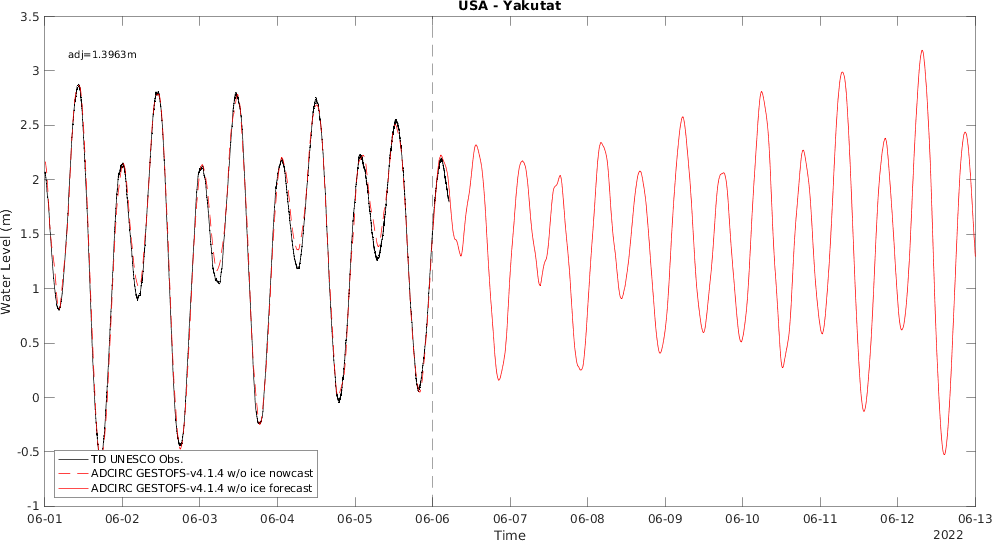 USA - Yakutat
adj=1.3963m
3.5
3
2.5
2
1.5
1
0.5
0
-0.5
-1
Water Level (m)
TD UNESCO Obs.
ADCIRC GESTOFS-v4.1.4 w/o ice nowcast
ADCIRC GESTOFS-v4.1.4 w/o ice forecast
06-01 06-02 06-03 06-04 06-05 06-06 06-07 06-08 06-09 06-10 06-11 06-12 06-13
Time
2022